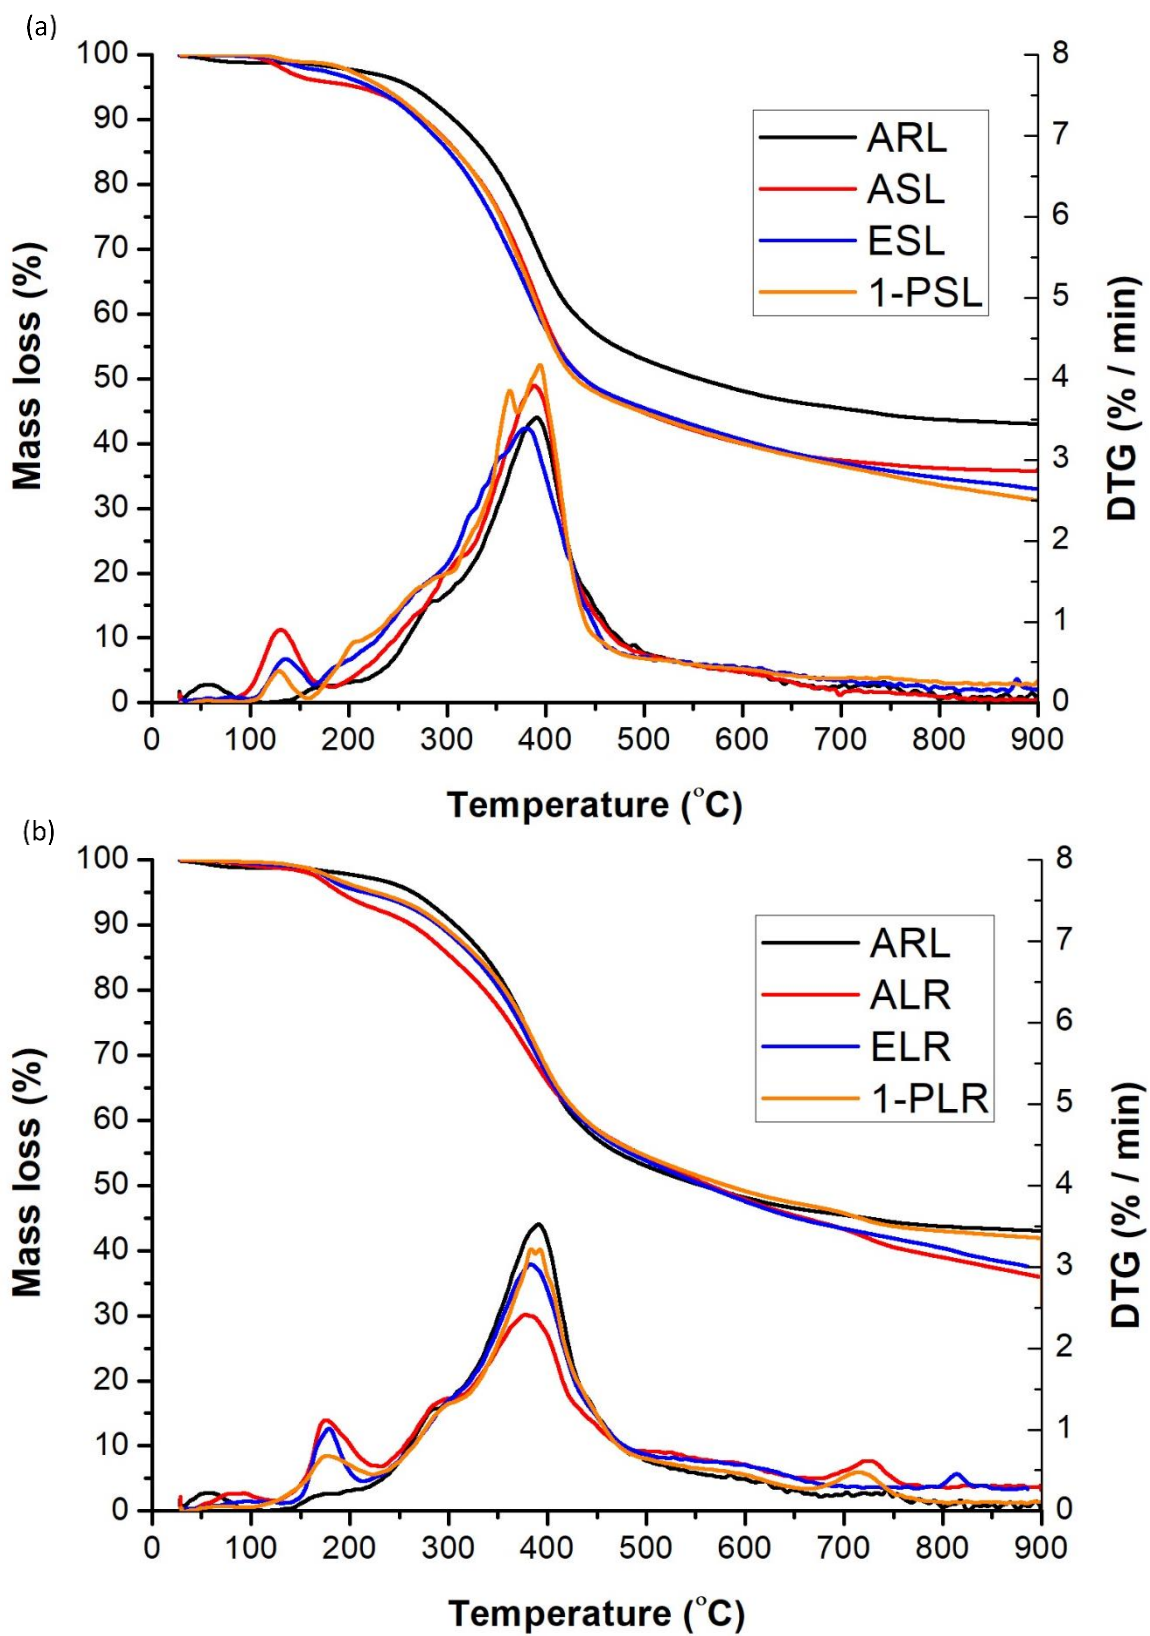 (a)
100
90
80
70
60
50
40
30
20
10
0
Mass loss (%)
8
7
6
5
4
3
2
1
0
DTG (% / min)
ARL
ASL
ESL
1-PSL
0 100 200 300 400 500 600 700 800 900
Temperature (°C)
(b)
100
90
80
70
60
50
40
30
20
10
0
Mass loss (%)
8
7
6
5
4
3
2
1
0
DTG (% / min)
ARL
ALR
ELR
1-PLR
0 100 200 300 400 500 600 700 800 900
Temperature (°C)